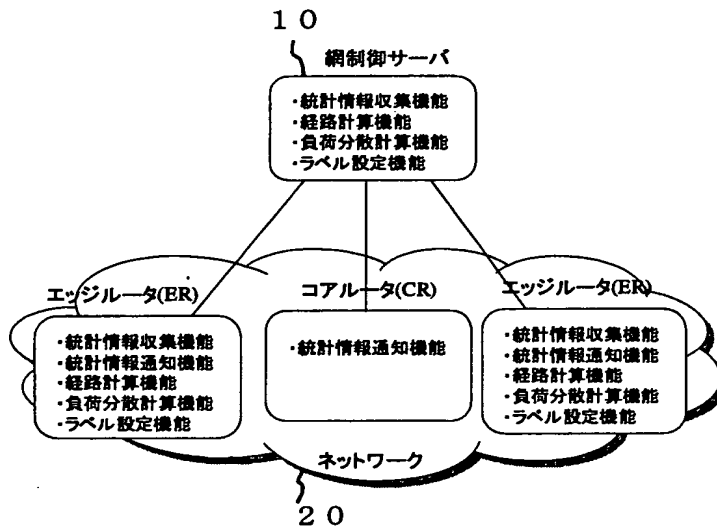 10
網制御サーバ
・統計情報収集機能
・経路計算機能
・負荷分散計算機能
・ラベル設定機能
エッジルータ(ER)
・統計情報収集機能
・統計情報通知機能
・経路計算機能
・負荷分散計算機能
・ラベル設定機能
コアルータ(CR)
・統計情報通知機能
エッジルータ(ER)
・統計情報収集機能
・統計情報通知機能
・経路計算機能
・負荷分散計算機能
・ラベル設定機能
ネットワーク
20